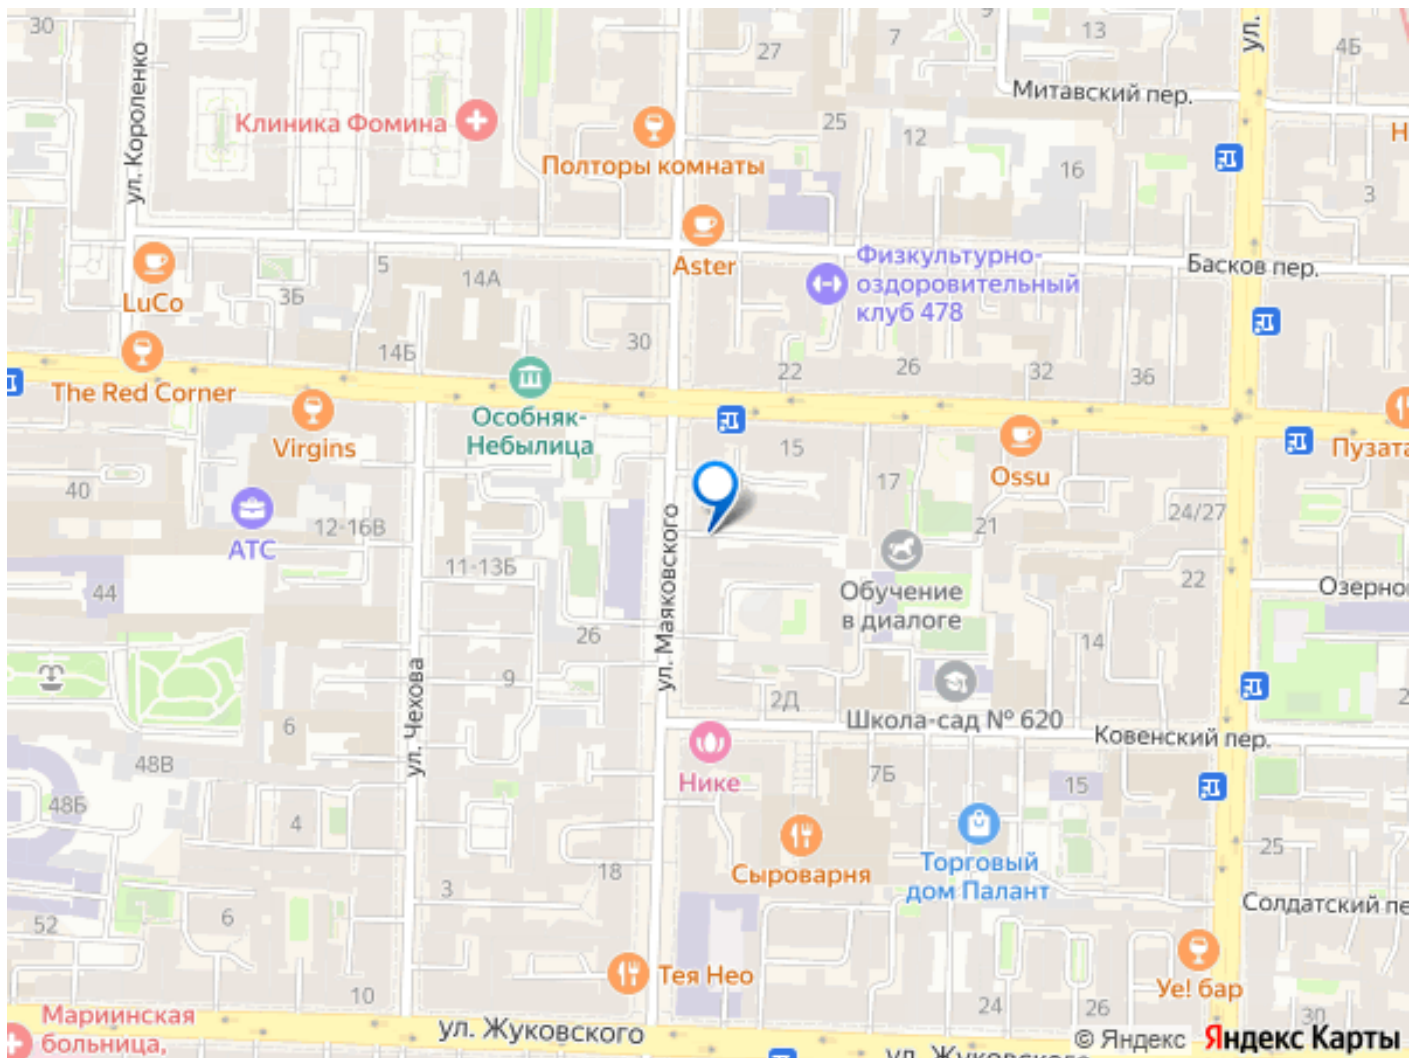 30
ул. Короленко
Клиника Фомина
Полторы комнаты
27
7
9
13
ул.
4Б
Митавский пер.
25
12
16
3
Н
LuCo
Aster
5
3Б
14А
Физкультурно-
оздоровительный
клуб 478
Басков пер.
The Red Corner
14Б
30
22
26
32
36
Virgins
Особняк-
Небылица
15
Ossu
Пузата
40
12-16В
АТС
17
21
24/27
ул. Маяковского
11-13Б
44
Обучение
в диалоге
22
Озерно
26
14
ул. Чехова
9
6
2Д
Школа-сад № 620
Ковенский пер.
2
48В
48Б
Нике
7Б
15
4
Сыроварня
Торговый
дом Палант
25
18
3
6
52
Солдатский пе
Тея Нео
Уе! бар
10
24
26
30
Мариинская
больница,
ул. Жуковского
ул. Жуковского
© Яндекс Яндекс Карты